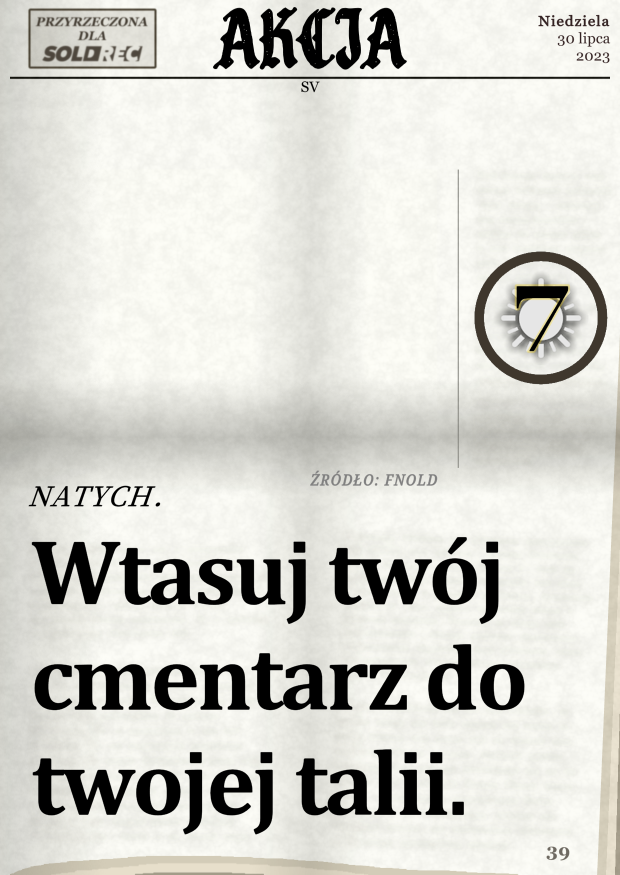 PRZYRZECZONA
DLA
SOLDREC
AKCJA
Niedziela
30 lipca
2023
SV
7
ŹRÓDŁO: FNOLD
NATYCH.
Wtasuj twój
cmentarz do
twojej talii.
39